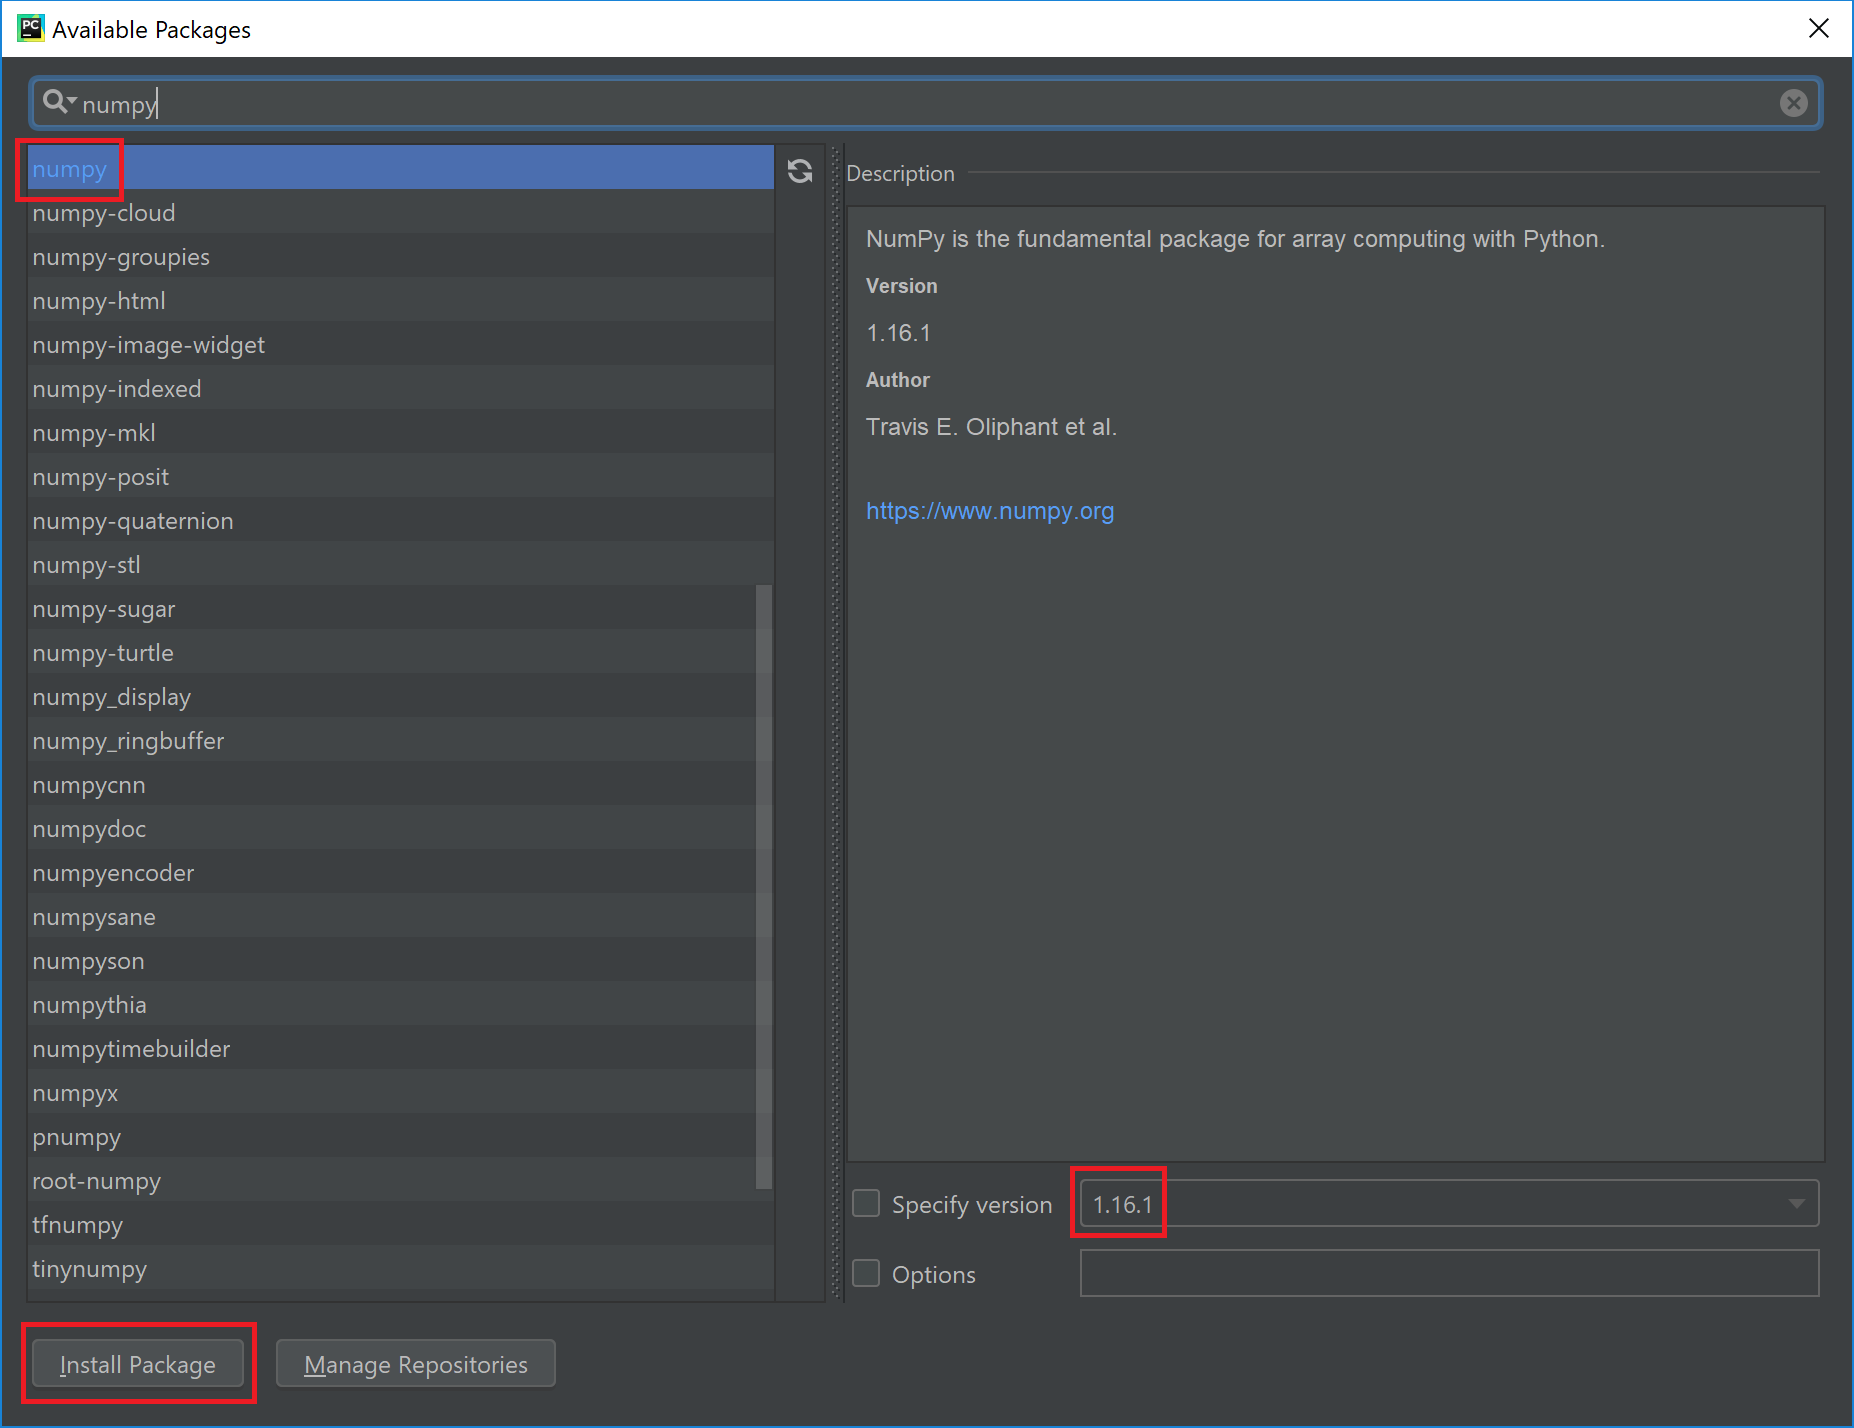 PC
Available Packages
numpy
numpy
numpy-cloud
numpy-groupies
numpy-html
numpy-image-widget
numpy-indexed
numpy-mkl
numpy-posit
numpy-quaternion
numpy-stl
numpy-sugar
numpy-turtle
numpy_display
numpy_ringbuffer
numpycnn
numpydoc
numpyencoder
numpysane
numpyson
numpythia
numpytimebuilder
numpyx
pnumpy
root-numpy
tfnumpy
tinynumpy
Description
NumPy is the fundamental package for array computing with Python.
Version
1.16.1
Author
Travis E. Oliphant et al.
https://www.numpy.org
Specify version 1.16.1
Options
Install Package Manage Repositories